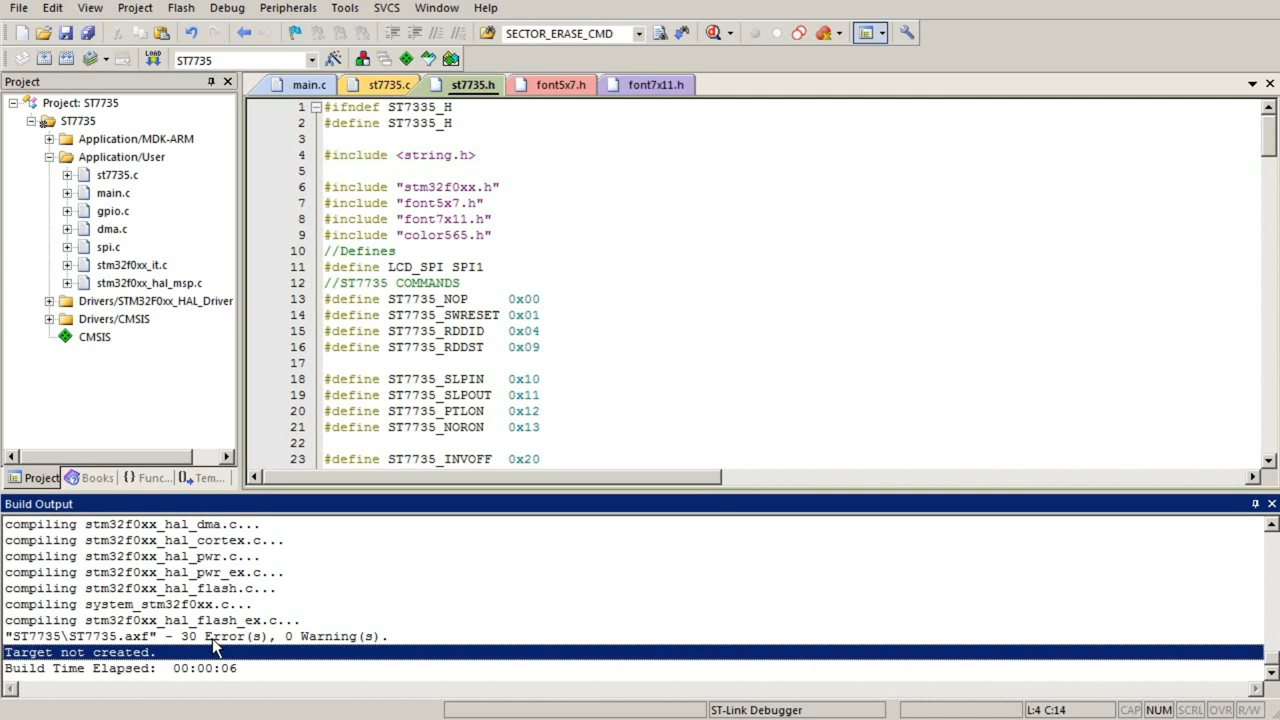 File Edit View Project Flash Debug Peripherals Tools SVCS Window Help
SECTOR_ERASE_CMD
LOAD ST7735
Project
main.c st7735.c st7735.h font5x7.h font7x11.h
Project: ST7735
ST7735
Application/MDK-ARM
Application/User
st7735.c
main.c
gpio.c
dma.c
spi.c
stm32f0xx_it.c
stm32f0xx_hal_msp.c
Drivers/STM32F0xx_HAL_Driver
Drivers/CMSIS
CMSIS
Project Books {} Func... Tem...
1 #ifndef ST7335_H
2 #define ST7335_H
3
4 #include <string.h>
5
6 #include "stm32f0xx.h"
7 #include "font5x7.h"
8 #include "font7x11.h"
9 #include "color565.h"
10 //Defines
11 #define LCD_SPI SPI1
12 //ST7735 COMMANDS
13 #define ST7735_NOP 0x00
14 #define ST7735_SWRESET 0x01
15 #define ST7735_RDDID 0x04
16 #define ST7735_RDDST 0x09
17
18 #define ST7735_SLPIN 0x10
19 #define ST7735_SLPOUT 0x11
20 #define ST7735_PTLON 0x12
21 #define ST7735_NORON 0x13
22
23 #define ST7735_INVOFF 0x20
Build Output
compiling stm32f0xx_hal_dma.c...
compiling stm32f0xx_hal_cortex.c...
compiling stm32f0xx_hal_pwr.c...
compiling stm32f0xx_hal_pwr_ex.c...
compiling stm32f0xx_hal_flash.c...
compiling system_stm32f0xx.c...
compiling stm32f0xx_hal_flash_ex.c...
"ST7735\ST7735.axf" - 30 Error(s), 0 Warning(s).
Target not created.
Build Time Elapsed: 00:00:06
ST-Link Debugger L:4 C:14 CAP NUM SCRL OVR R/W